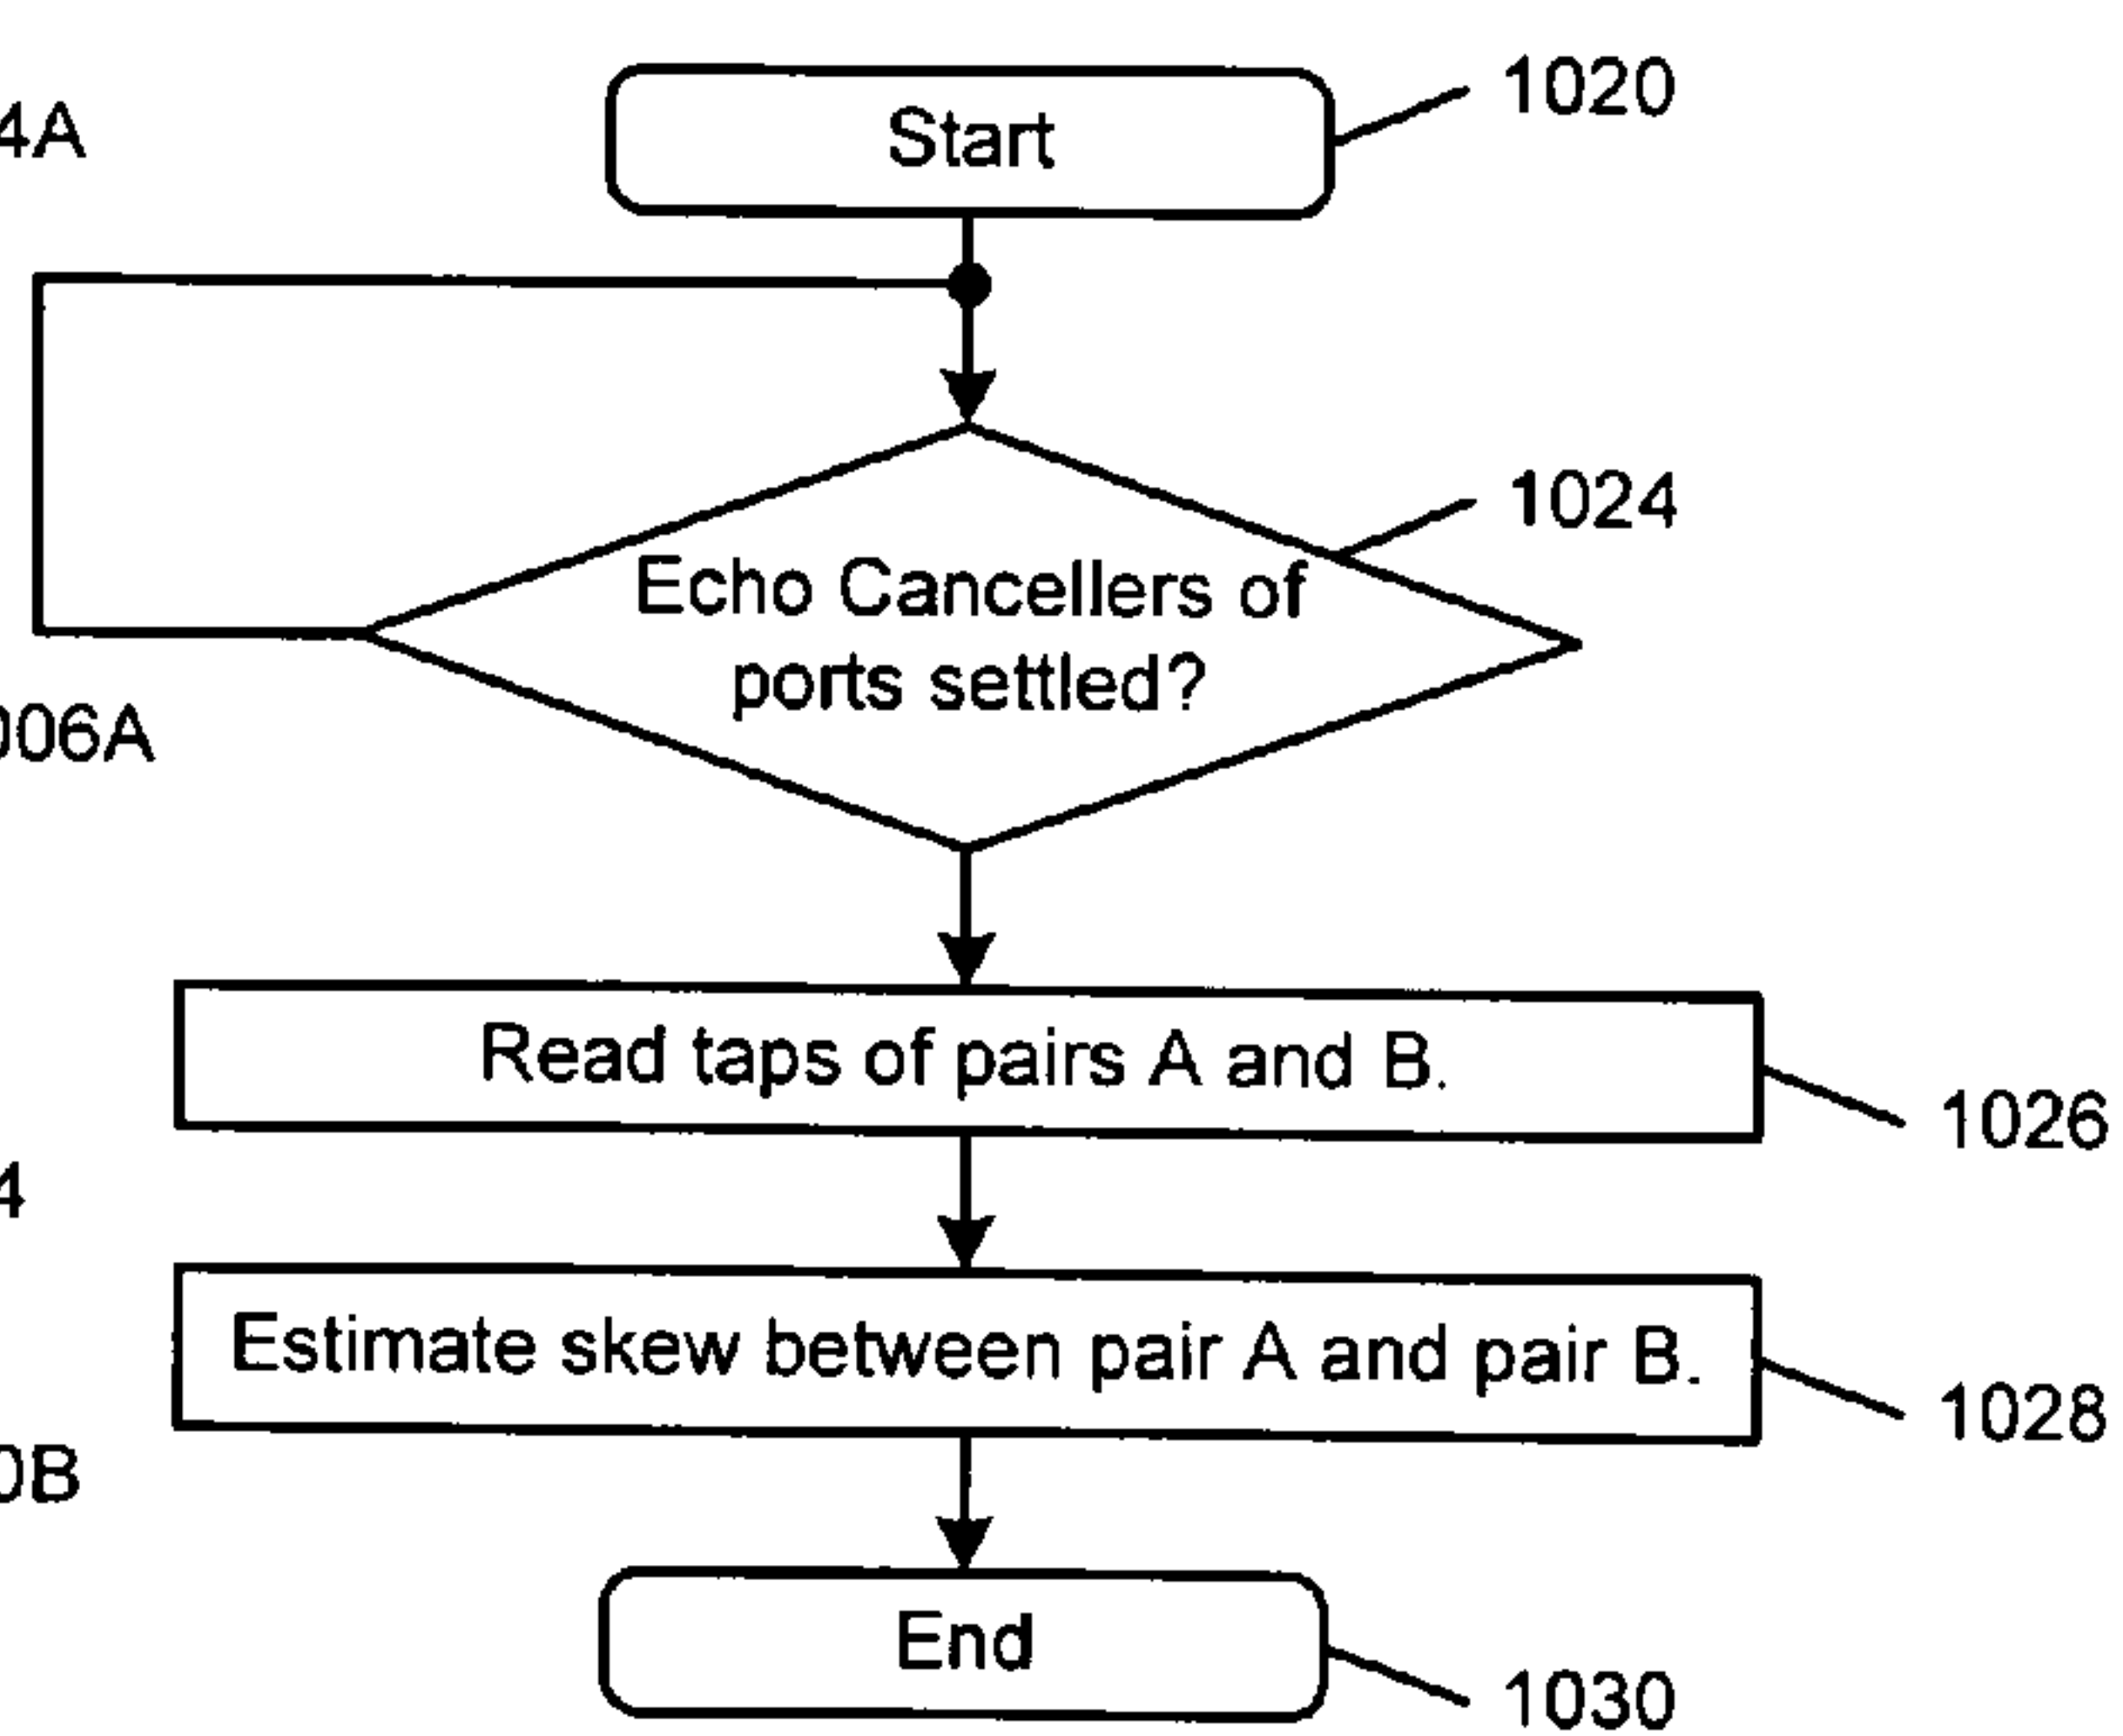 4A
Start
1020
1024
Echo Cancellers of
ports settled?
006A
Read taps of pairs A and B.
1026
4
Estimate skew between pair A and pair B.
1028
0B
End
1030